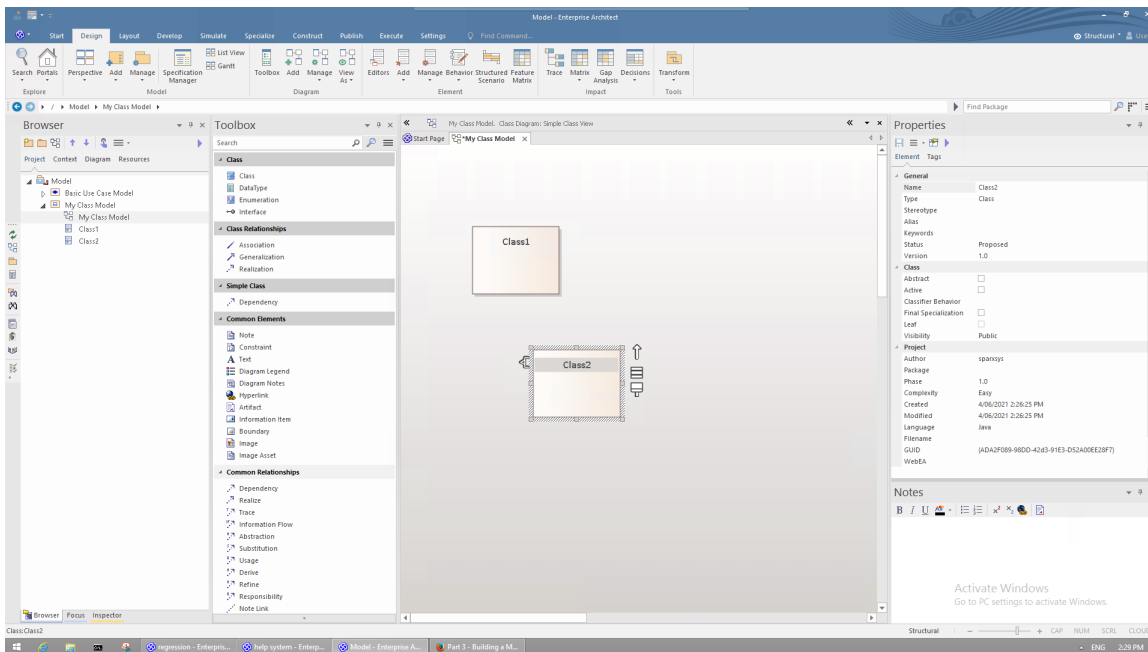 Model - Enterprise Architect
Start Design Layout Develop Simulate Specialize Construct Publish Execute Settings Find Command...
Structural
Search Portals Perspective Add Manage Specification Manager List View Gantt Toolbox Add Manage View As Editors Add Manage Behavior Structured Scenario Feature Matrix Trace Matrix Gap Analysis Decisions Transform
Explore Model Diagram Element Impact Tools
/ Model My Class Model
Find Package
Browser
Project Context Diagram Resources
Model
Basic Use Case Model
My Class Model
My Class Model
Class1
Class2
Browser Focus Inspector
Toolbox
Search
Class
Class
DataType
Enumeration
Interface
Class Relationships
Association
Generalization
Realization
Simple Class
Dependency
Common Elements
Note
Constraint
A Text
Diagram Legend
Diagram Notes
Hyperlink
Artifact
Information Item
Boundary
Image
Image Asset
Common Relationships
Dependency
Realize
Trace
Information Flow
Abstraction
Substitution
Usage
Derive
Refine
Responsibility
Note Link
My Class Model. Class Diagram: Simple Class View
Start Page *My Class Model
Class1
Class2
Properties
Element Tags
General
Name Class2
Type Class
Stereotype
Alias
Keywords
Status Proposed
Version 1.0
Class
Abstract
Active
Classifier Behavior
Final Specialization
Leaf
Visibility Public
Project
Author sparxsys
Package
Phase 1.0
Complexity Easy
Created 4/06/2021 2:26:25 PM
Modified 4/06/2021 2:26:25 PM
Language Java
Filename
GUID {ADA2F089-98DD-42d3-91E3-D52A00EE28F7}
WebEA
Notes
B I U
Activate Windows
Go to PC settings to activate Windows.
Class:Class2
Structural CAP NUM SCRL CLOUD
regression - Enterpris... help system - Enterp... Model - Enterprise A... Part 3 - Building a M...
ENG 2:29 PM